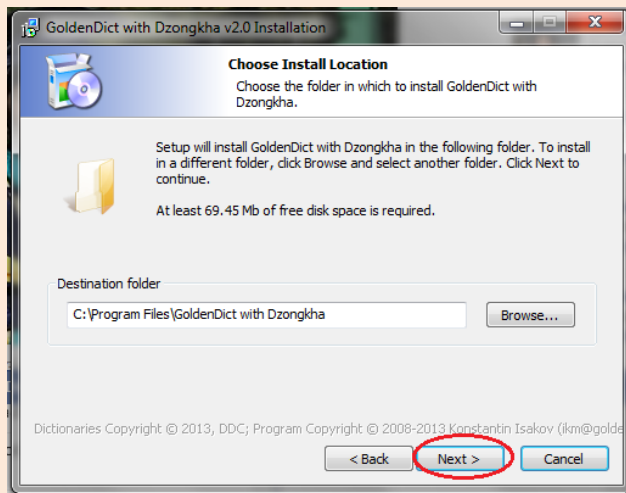 GoldenDict with Dzongkha v2.0 Installation
Choose Install Location
Choose the folder in which to install GoldenDict with
Dzongkha.
Setup will install GoldenDict with Dzongkha in the following folder. To install
in a different folder, click Browse and select another folder. Click Next to
continue.
At least 69.45 Mb of free disk space is required.
Destination folder
C:\Program Files\GoldenDict with Dzongkha
Browse...
Dictionaries Copyright © 2013, DDC; Program Copyright © 2008-2013 Konstantin Isakov (ikm@golde
< Back Next > Cancel